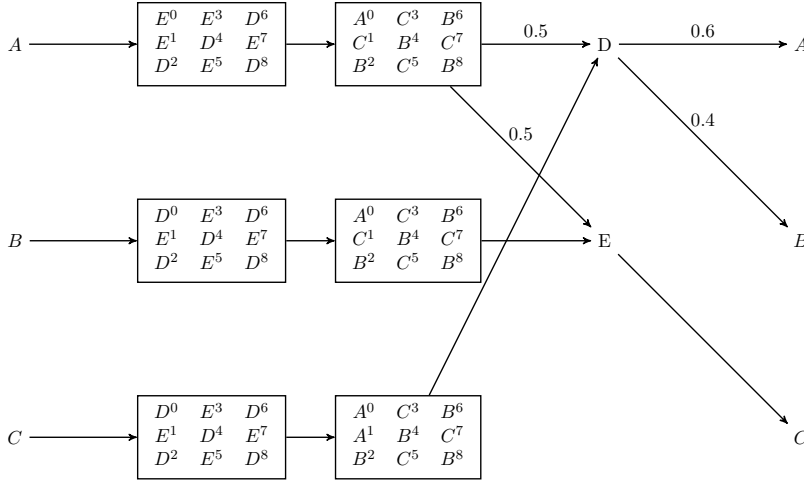 A E⁰ E³ D⁶ A⁰ C³ B⁶ 0.5 D 0.6 A
E¹ D⁴ E⁷ C¹ B⁴ C⁷
D² E⁵ D⁸ B² C⁵ B⁸
0.5 0.4
B D⁰ E³ D⁶ A⁰ C³ B⁶ E B
E¹ D⁴ E⁷ C¹ B⁴ C⁷
D² E⁵ D⁸ B² C⁵ B⁸
C D⁰ E³ D⁶ A⁰ C³ B⁶ C
E¹ D⁴ E⁷ A¹ B⁴ C⁷
D² E⁵ D⁸ B² C⁵ B⁸